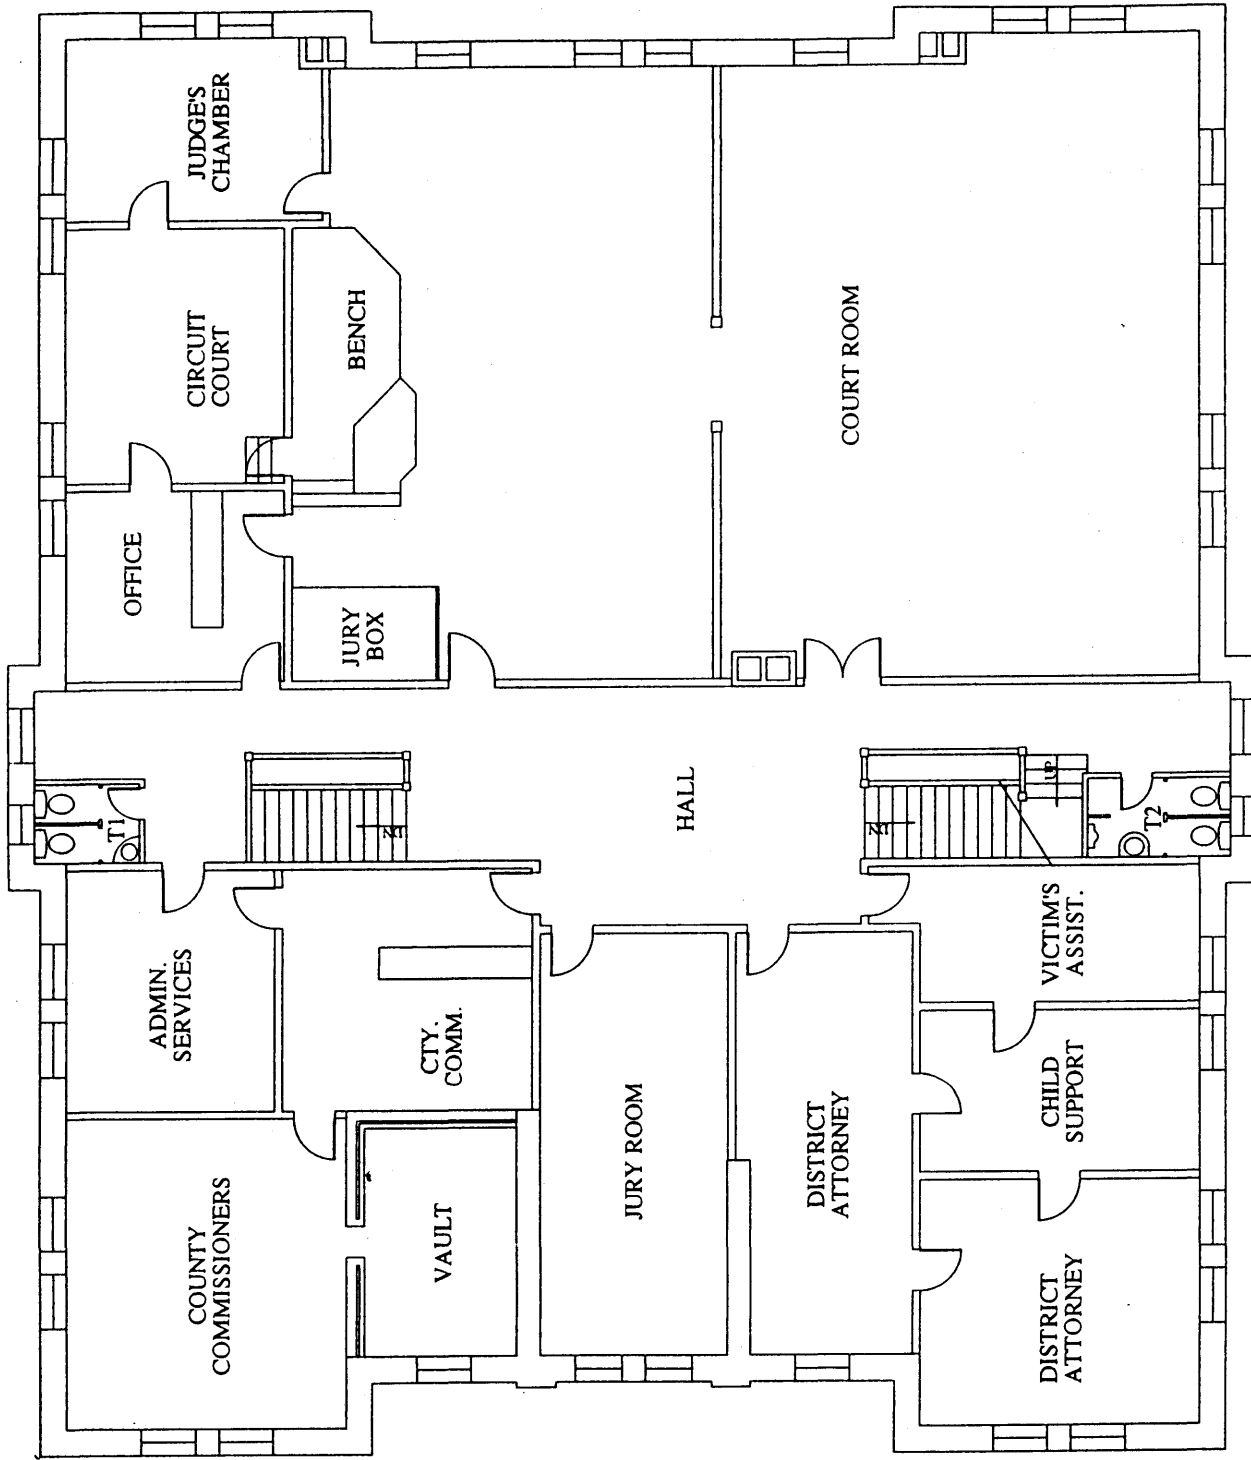 JUDGE'S
CHAMBER
CIRCUIT
COURT
BENCH
COURT ROOM
OFFICE
JURY
BOX
HALL
UP
T1
T2
ADMIN.
SERVICES
CTY.
COMM.
VICTIM'S
ASSIST.
CHILD
SUPPORT
JURY ROOM
DISTRICT
ATTORNEY
COUNTY
COMMISSIONERS
VAULT
DISTRICT
ATTORNEY